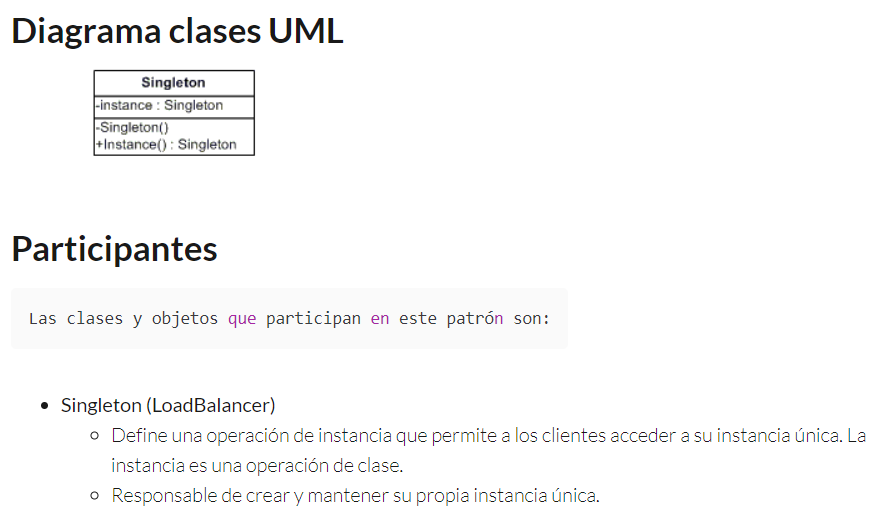 Diagrama clases UML
Singleton
-instance : Singleton
-Singleton()
+Instance() : Singleton
Participantes
Las clases y objetos que participan en este patrón son:
Singleton (LoadBalancer)
Define una operación de instancia que permite a los clientes acceder a su instancia única. La
instancia es una operación de clase.
Responsable de crear y mantener su propia instancia única.